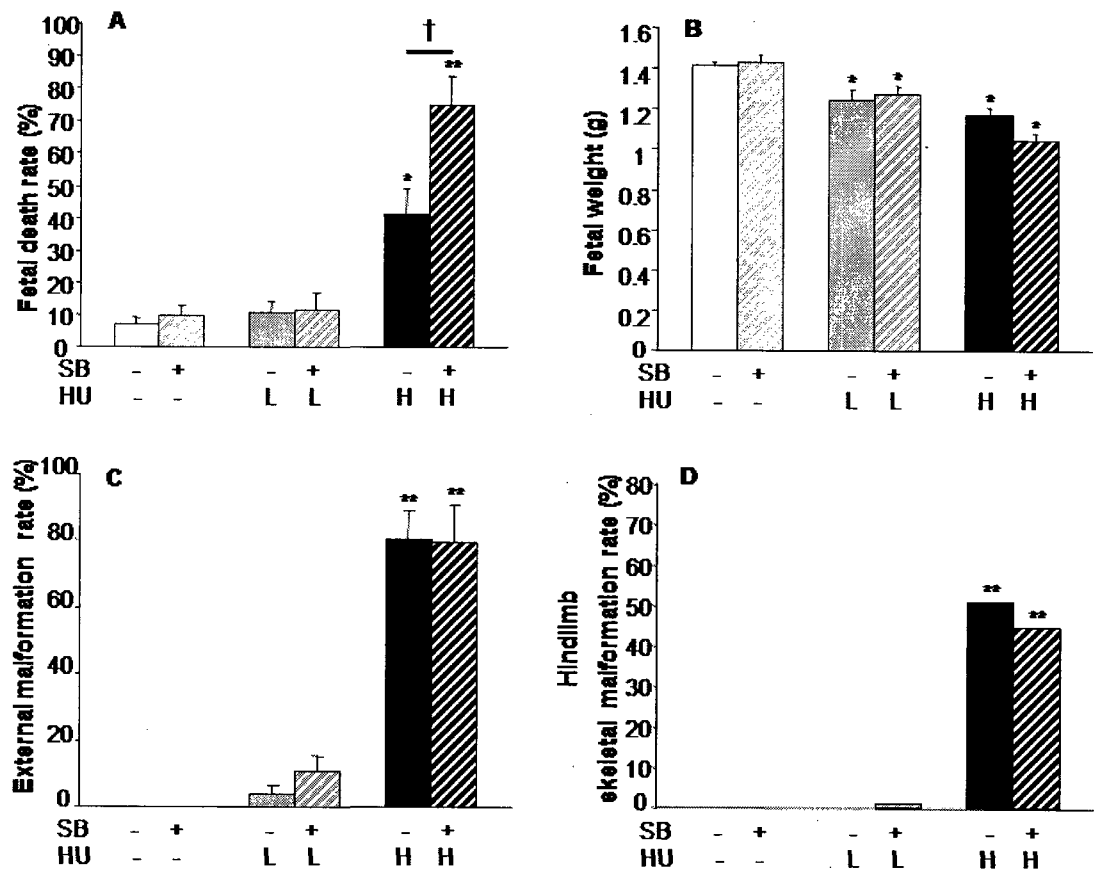 A
Fetal death rate (%)
100
90
80
70
60
50
40
30
20
10
0
†
*
**
SB - + - + - +
HU - - L L H H
B
Fetal weight (g)
1.6
1.4
1.2
1
0.8
0.6
0.4
0.2
0
* * * *
SB - + - + - +
HU - - L L H H
C
External malformation rate (%)
100
80
60
40
20
0
** **
SB - + - + - +
HU - - L L H H
D
Hindlimb
skeletal malformation rate (%)
80
70
60
50
40
30
20
10
0
** **
SB - + - + - +
HU - - L L H H